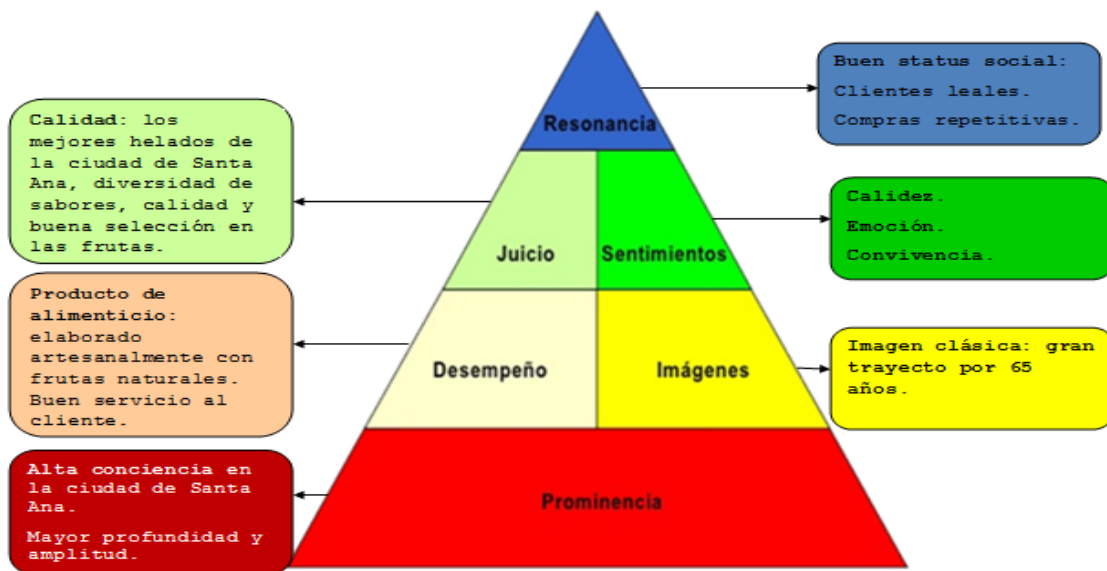 Buen status social:
Clientes leales.
Compras repetitivas.
Resonancia
Calidad: los
mejores helados de
la ciudad de Santa
Ana, diversidad de
sabores, calidad y
buena selección en
las frutas.
Juicio
Sentimientos
Calidez.
Emoción.
Convivencia.
Producto de
alimenticio:
elaborado
artesanalmente con
frutas naturales.
Buen servicio al
cliente.
Desempeño
Imágenes
Imagen clásica: gran
trayecto por 65
años.
Alta conciencia en
la ciudad de Santa
Ana.
Mayor profundidad y
amplitud.
Prominencia